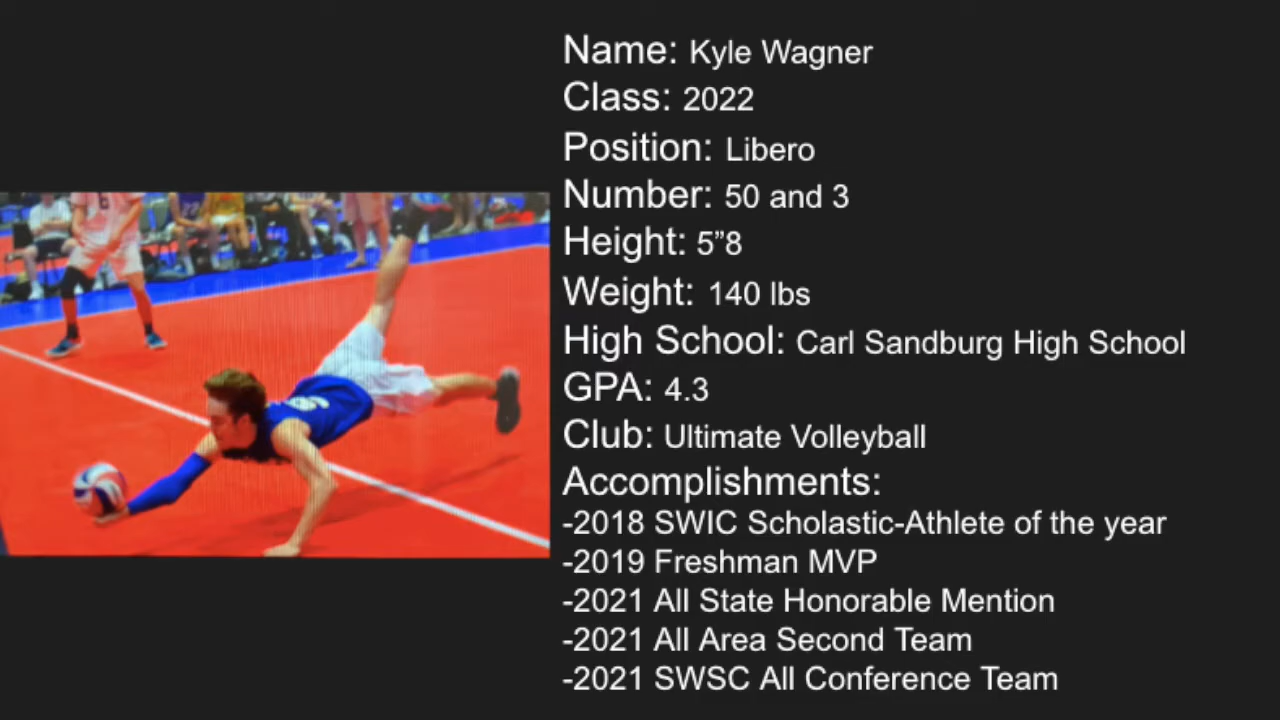 Name: Kyle Wagner
Class: 2022
Position: Libero
Number: 50 and 3
Height: 5”8
Weight: 140 lbs
High School: Carl Sandburg High School
GPA: 4.3
Club: Ultimate Volleyball
Accomplishments:
-2018 SWIC Scholastic-Athlete of the year
-2019 Freshman MVP
-2021 All State Honorable Mention
-2021 All Area Second Team
-2021 SWSC All Conference Team